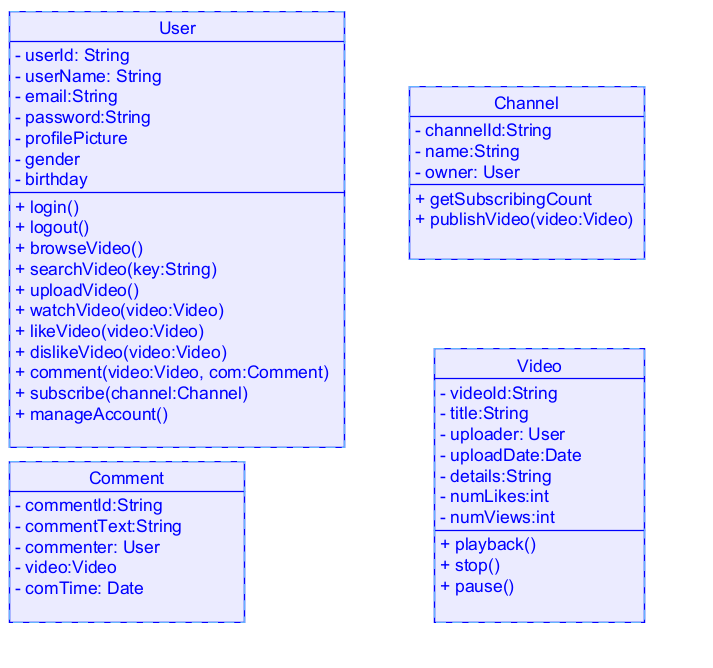 User
- userId: String
- userName: String
- email:String
- password:String
- profilePicture
- gender
- birthday
+ login()
+ logout()
+ browseVideo()
+ searchVideo(key:String)
+ uploadVideo()
+ watchVideo(video:Video)
+ likeVideo(video:Video)
+ dislikeVideo(video:Video)
+ comment(video:Video, com:Comment)
+ subscribe(channel:Channel)
+ manageAccount()
Channel
- channelId:String
- name:String
- owner: User
+ getSubscribingCount
+ publishVideo(video:Video)
Comment
- commentId:String
- commentText:String
- commenter: User
- video:Video
- comTime: Date
Video
- videoId:String
- title:String
- uploader: User
- uploadDate:Date
- details:String
- numLikes:int
- numViews:int
+ playback()
+ stop()
+ pause()